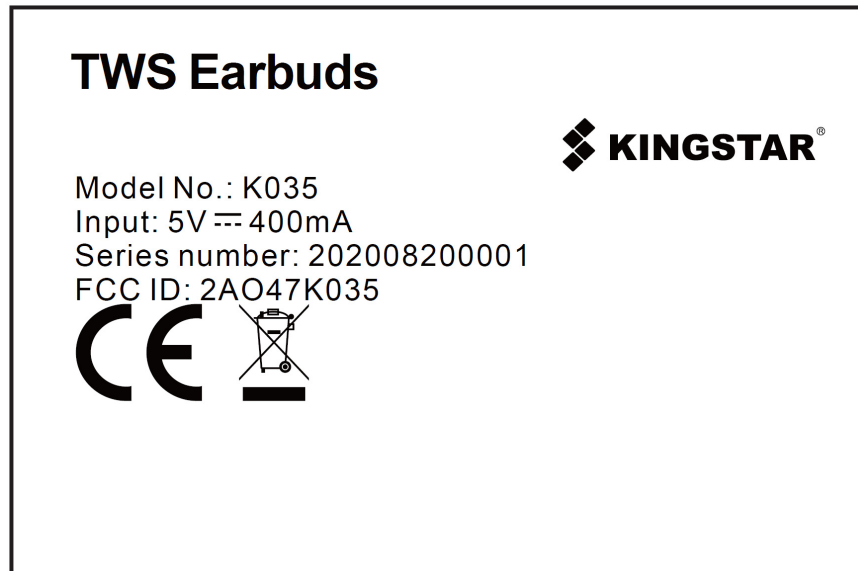 TWS Earbuds
KINGSTAR®
Model No.: K035
Input: 5V ⎓ 400mA
Series number: 202008200001
FCC ID: 2AO47K035
CE